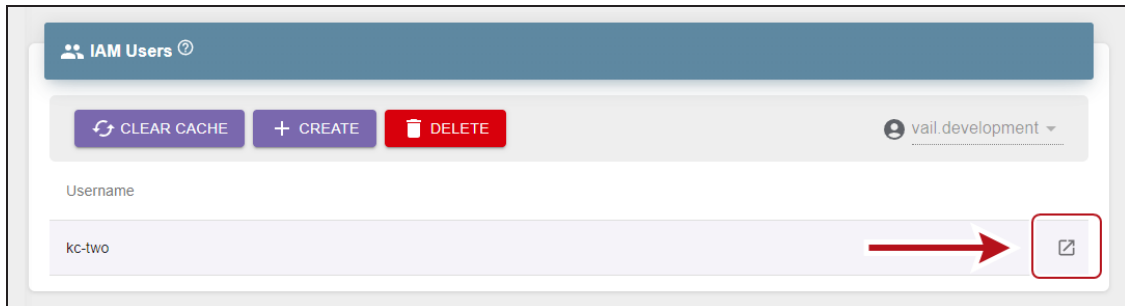 IAM Users
CLEAR CACHE
CREATE
DELETE
vail.development
Username
kc-two